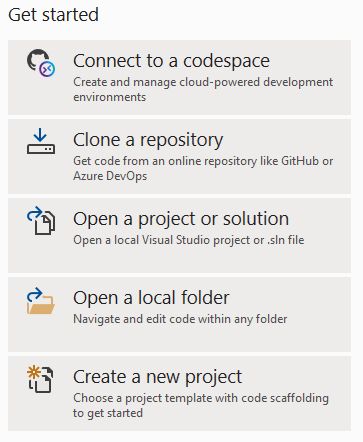 Get started
Connect to a codespace
Create and manage cloud-powered development
environments
Clone a repository
Get code from an online repository like GitHub or
Azure DevOps
Open a project or solution
Open a local Visual Studio project or .sln file
Open a local folder
Navigate and edit code within any folder
Create a new project
Choose a project template with code scaffolding
to get started